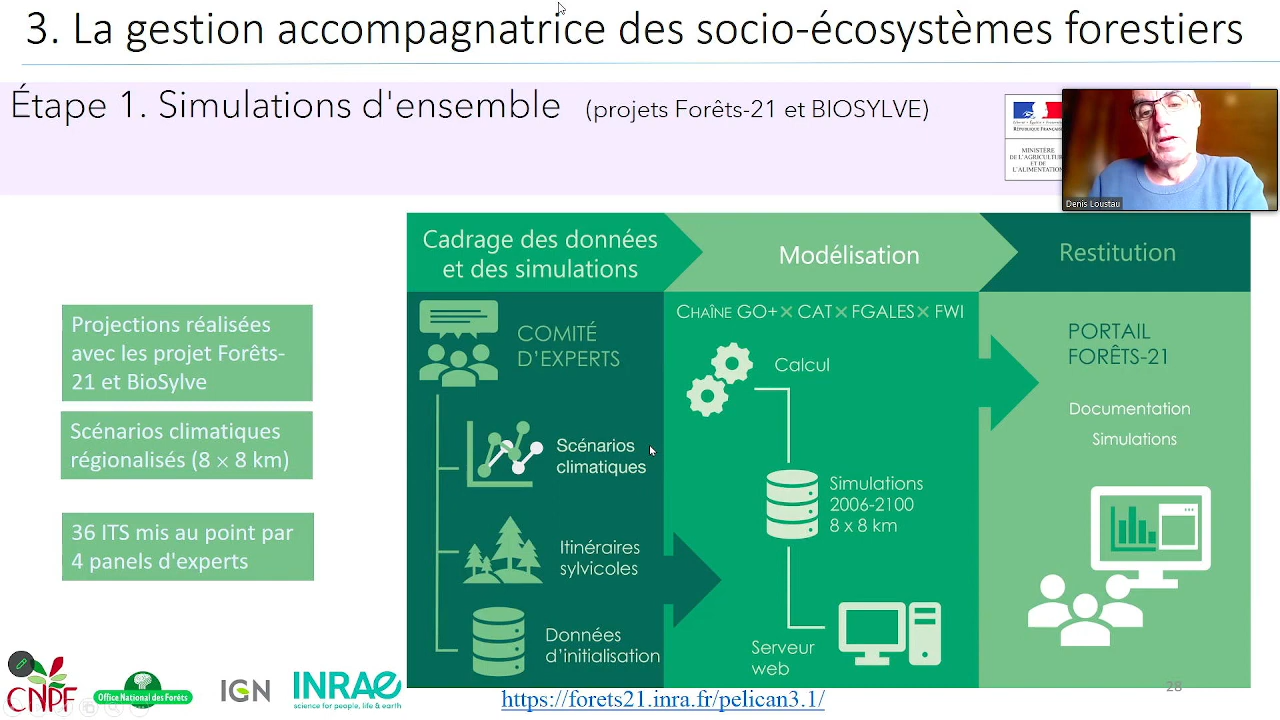 3. La gestion accompagnatrice des socio-écosystèmes forestiers
Étape 1. Simulations d'ensemble (projets Forêts-21 et BIOSYLVE)
RÉPUBLIQUE FRANÇAISE
MINISTÈRE
DE L'AGRICULTUR
ET DE
L'ALIMENTATION
Denis Loustau
Projections réalisées
avec les projet Forêts-
21 et BioSylve
Scénarios climatiques
régionalisés (8 × 8 km)
36 ITS mis au point par
4 panels d'experts
Cadrage des données
et des simulations
COMITÉ
D'EXPERTS
Scénarios
climatiques
Itinéraires
sylvicoles
Données
d'initialisation
Modélisation
CHAÎNE GO+ × CAT × FGALES × FWI
Calcul
Simulations
2006-2100
8 x 8 km
Serveur
web
Restitution
PORTAIL
FORÊTS-21
Documentation
Simulations
CNPF
Office National des Forêts
IGN
INRAE
science for people, life & earth
https://forets21.inra.fr/pelican3.1/
28